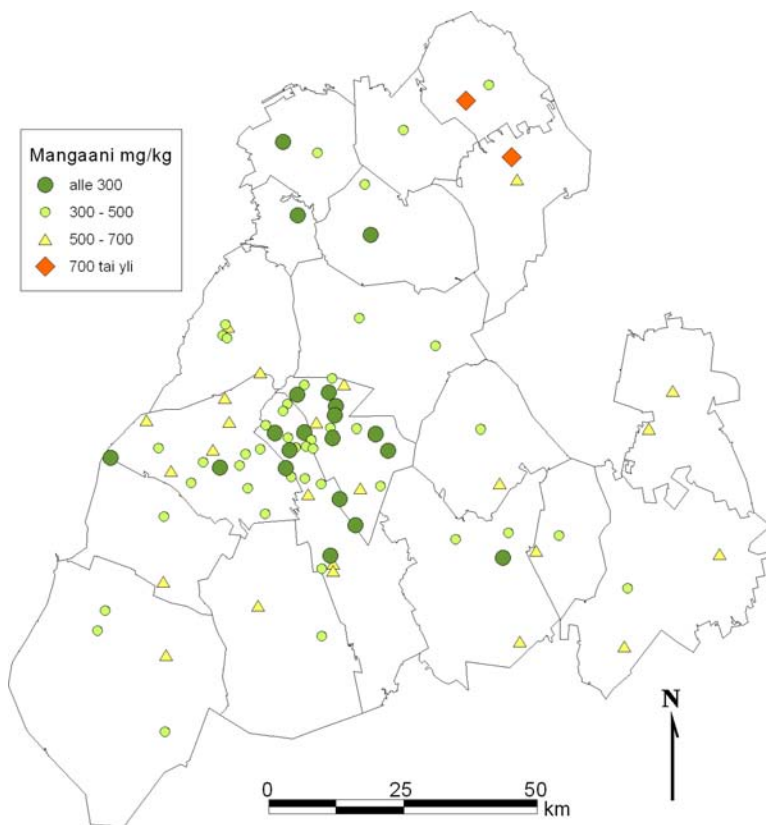 Mangaani mg/kg
alle 300
300 - 500
500 - 700
700 tai yli
N
0 25 50
km